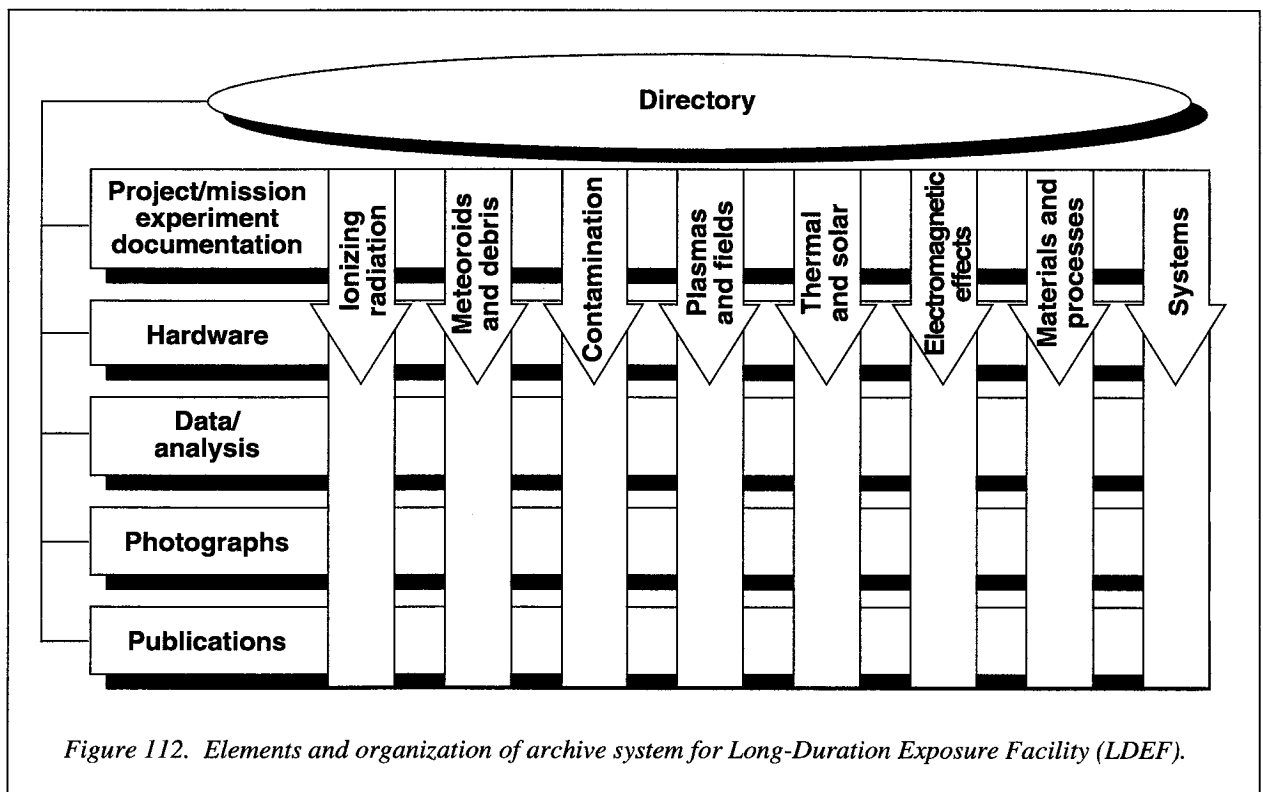 Directory
Project/mission
experiment
documentation
Hardware
Data/
analysis
Photographs
Publications
Ionizing
radiation
Meteoroids
and debris
Contamination
Plasmas
and fields
Thermal
and solar
Electromagnetic
effects
Materials and
processes
Systems
Figure 112. Elements and organization of archive system for Long-Duration Exposure Facility (LDEF).